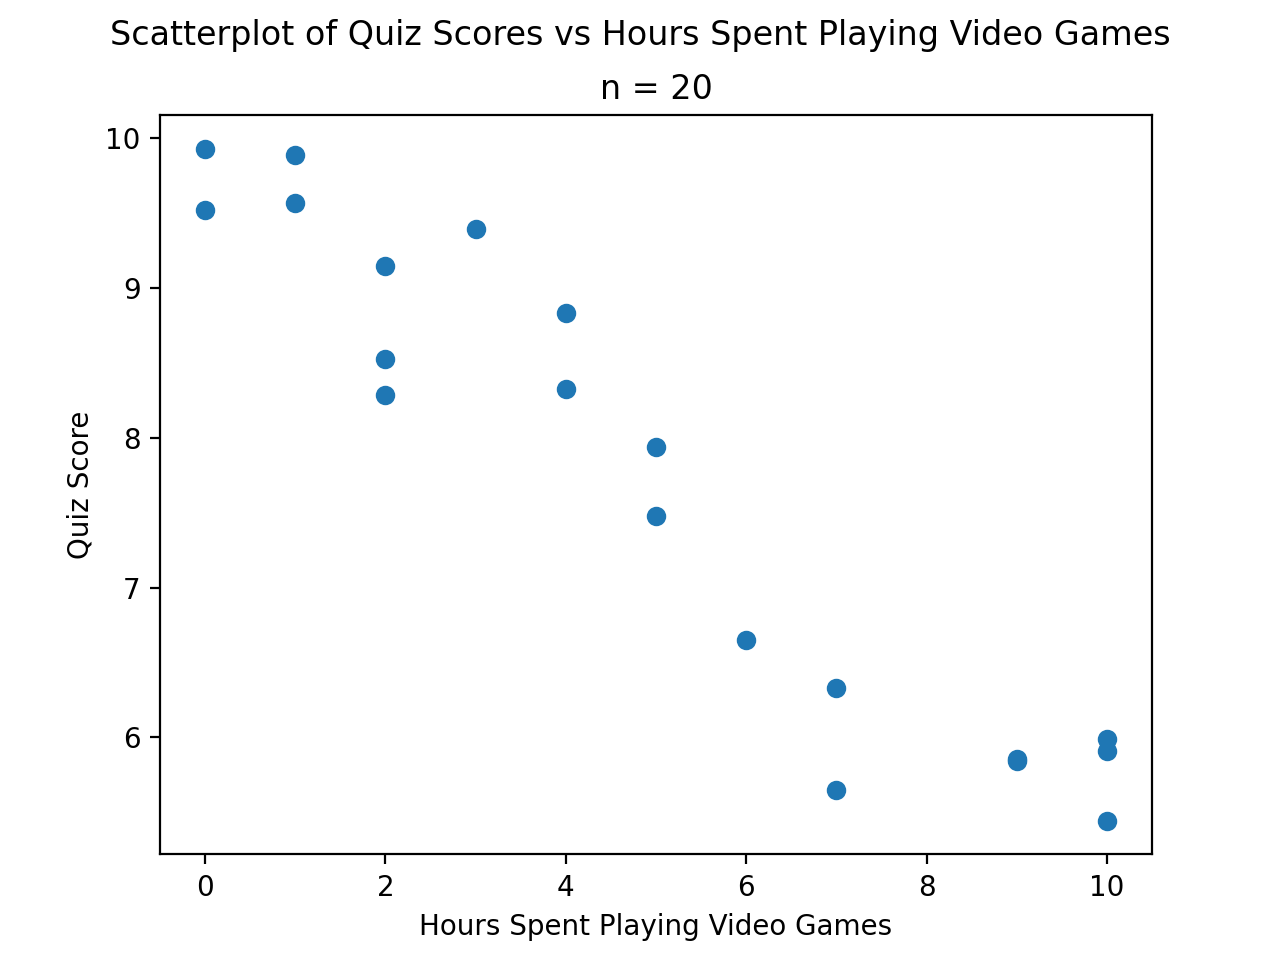 Scatterplot of Quiz Scores vs Hours Spent Playing Video Games
n = 20
10
9
8
7
6
Quiz Score
0 2 4 6 8 10
Hours Spent Playing Video Games